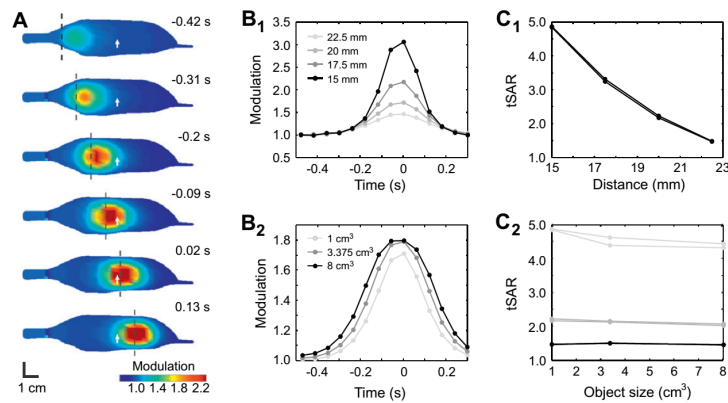 A
-0.42 s
-0.31 s
-0.2 s
-0.09 s
0.02 s
0.13 s
1 cm
Modulation
1.0 1.4 1.8 2.2
B1
Modulation
3.5
3.0
2.5
2.0
1.5
1.0
0.5
22.5 mm
20 mm
17.5 mm
15 mm
-0.4 -0.2 0 0.2
Time (s)
C1
tSAR
5.0
4.0
3.0
2.0
1.0
15 17 19 21 23
Distance (mm)
B2
Modulation
1.8
1.6
1.4
1.2
1.0
1 cm³
3.375 cm³
8 cm³
-0.4 -0.2 0 0.2
Time (s)
C2
tSAR
5.0
4.0
3.0
2.0
1.0
1 2 3 4 5 6 7 8
Object size (cm³)